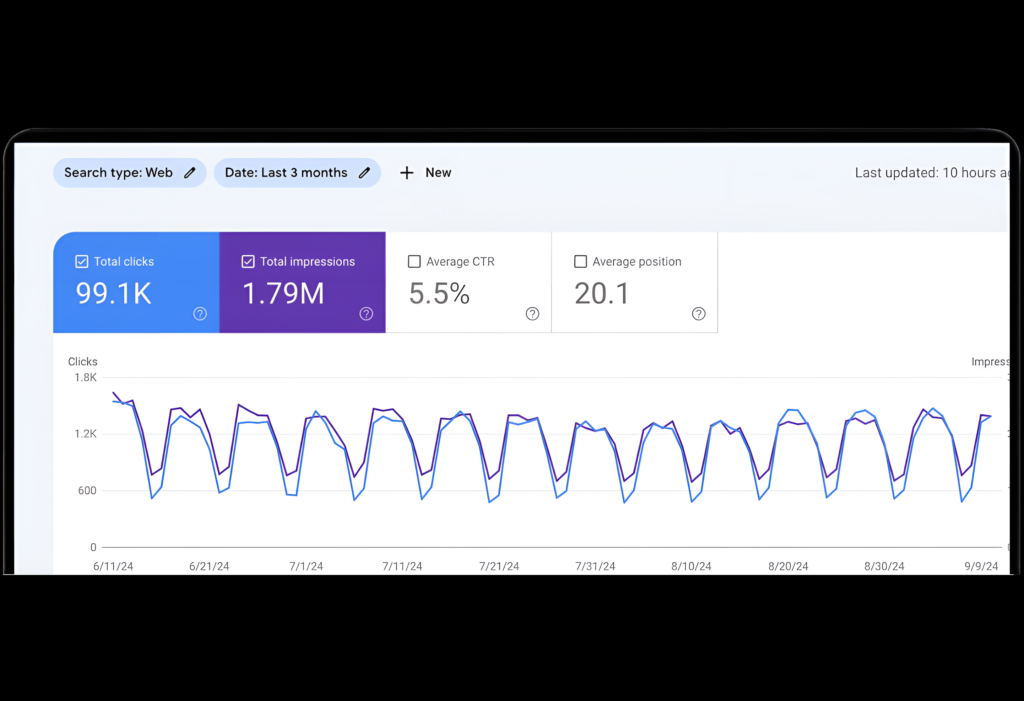 Search type: Web
Date: Last 3 months
+ New
Last updated: 10 hours
Total clicks
99.1K
Total impressions
1.79M
Average CTR
5.5%
Average position
20.1
Clicks
Impress
1.8K
1.2K
600
0
6/11/24 6/21/24 7/1/24 7/11/24 7/21/24 7/31/24 8/10/24 8/20/24 8/30/24 9/9/24